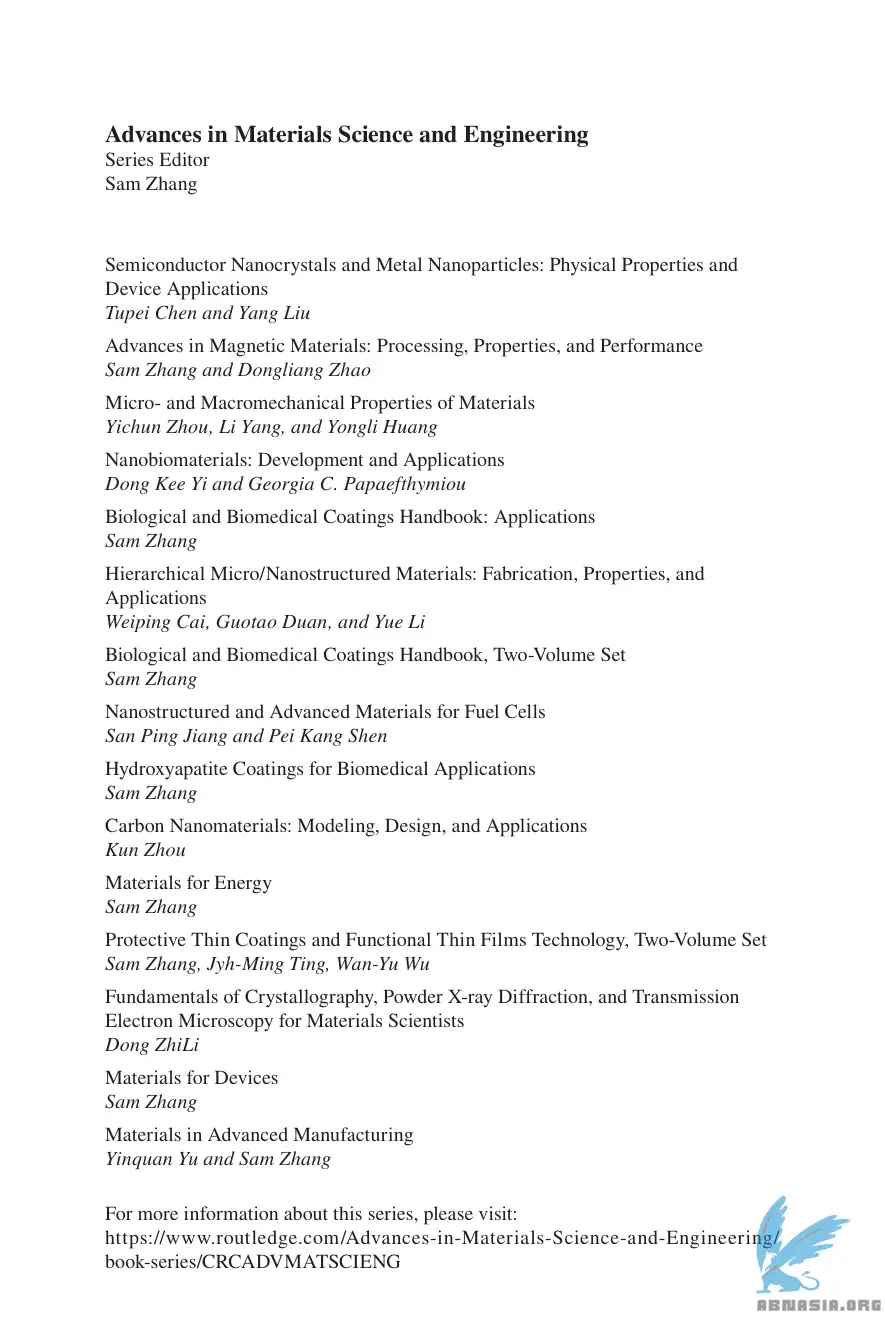 Advances in Materials Science and Engineering
Series Editor
Sam Zhang
Semiconductor Nanocrystals and Metal Nanoparticles: Physical Properties and
Device Applications
Tupei Chen and Yang Liu
Advances in Magnetic Materials: Processing, Properties, and Performance
Sam Zhang and Dongliang Zhao
Micro- and Macromechanical Properties of Materials
Yichun Zhou, Li Yang, and Yongli Huang
Nanobiomaterials: Development and Applications
Dong Kee Yi and Georgia C. Papaefthymiou
Biological and Biomedical Coatings Handbook: Applications
Sam Zhang
Hierarchical Micro/Nanostructured Materials: Fabrication, Properties, and
Applications
Weiping Cai, Guotao Duan, and Yue Li
Biological and Biomedical Coatings Handbook, Two-Volume Set
Sam Zhang
Nanostructured and Advanced Materials for Fuel Cells
San Ping Jiang and Pei Kang Shen
Hydroxyapatite Coatings for Biomedical Applications
Sam Zhang
Carbon Nanomaterials: Modeling, Design, and Applications
Kun Zhou
Materials for Energy
Sam Zhang
Protective Thin Coatings and Functional Thin Films Technology, Two-Volume Set
Sam Zhang, Jyh-Ming Ting, Wan-Yu Wu
Fundamentals of Crystallography, Powder X-ray Diffraction, and Transmission
Electron Microscopy for Materials Scientists
Dong ZhiLi
Materials for Devices
Sam Zhang
Materials in Advanced Manufacturing
Yinquan Yu and Sam Zhang
For more information about this series, please visit:
https://www.routledge.com/Advances-in-Materials-Science-and-Engineering/
book-series/CRCADVMATSCIENG
ABNASIA.ORG